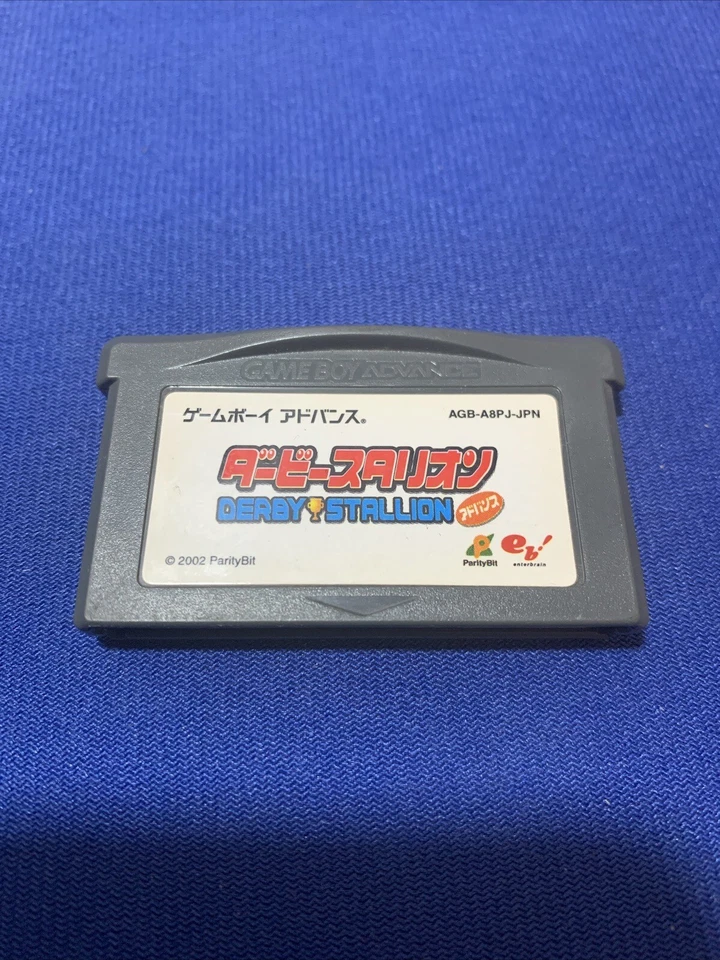 GAME BOY ADVANCE
ゲームボーイ アドバンス® AGB-A8PJ-JPN
ダービースタリオン
DERBY STALLION アドバンス
ParityBit eb! enterbrain
© 2002 ParityBit